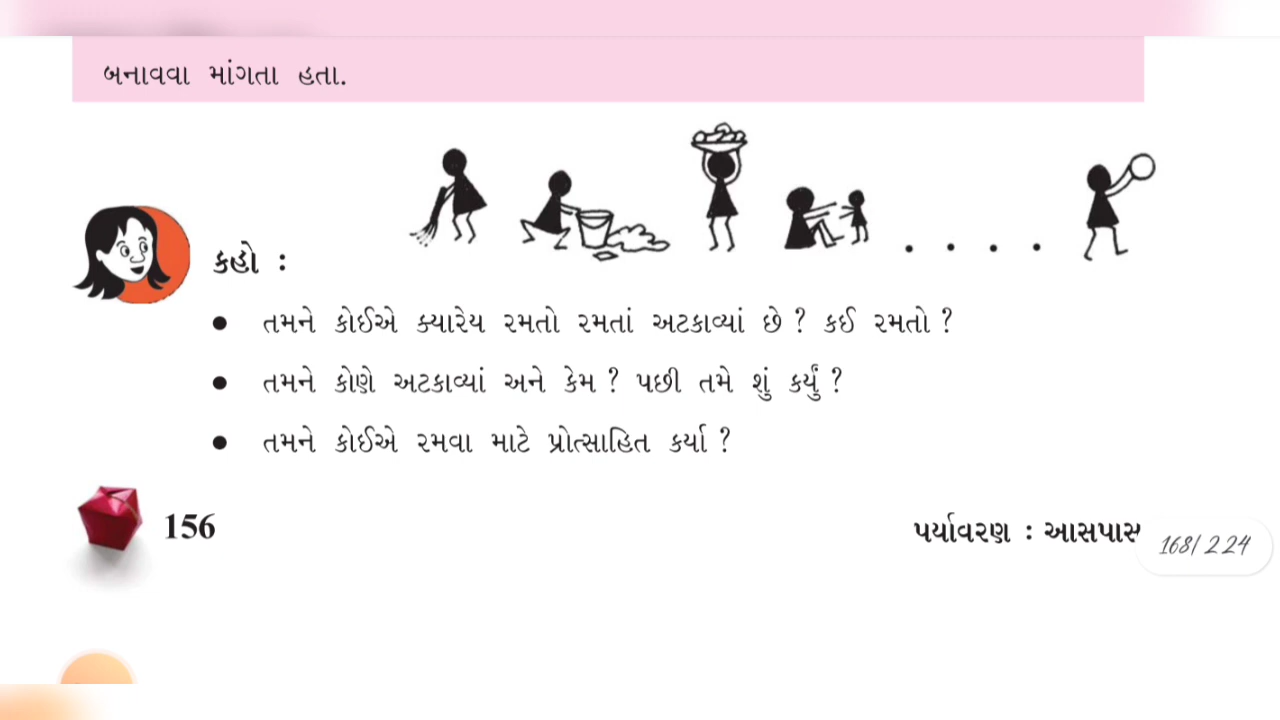 બનાવવા માંગતા હતા.
કહો :
• તમને કોઈએ ક્યારેય રમતો રમતાં અટકાવ્યાં છે ? કઈ રમતો ?
• તમને કોણે અટકાવ્યાં અને કેમ ? પછી તમે શું કર્યું ?
• તમને કોઈએ રમવા માટે પ્રોત્સાહિત કર્યા ?
156
પર્યાવરણ : આસપાસ
168/224